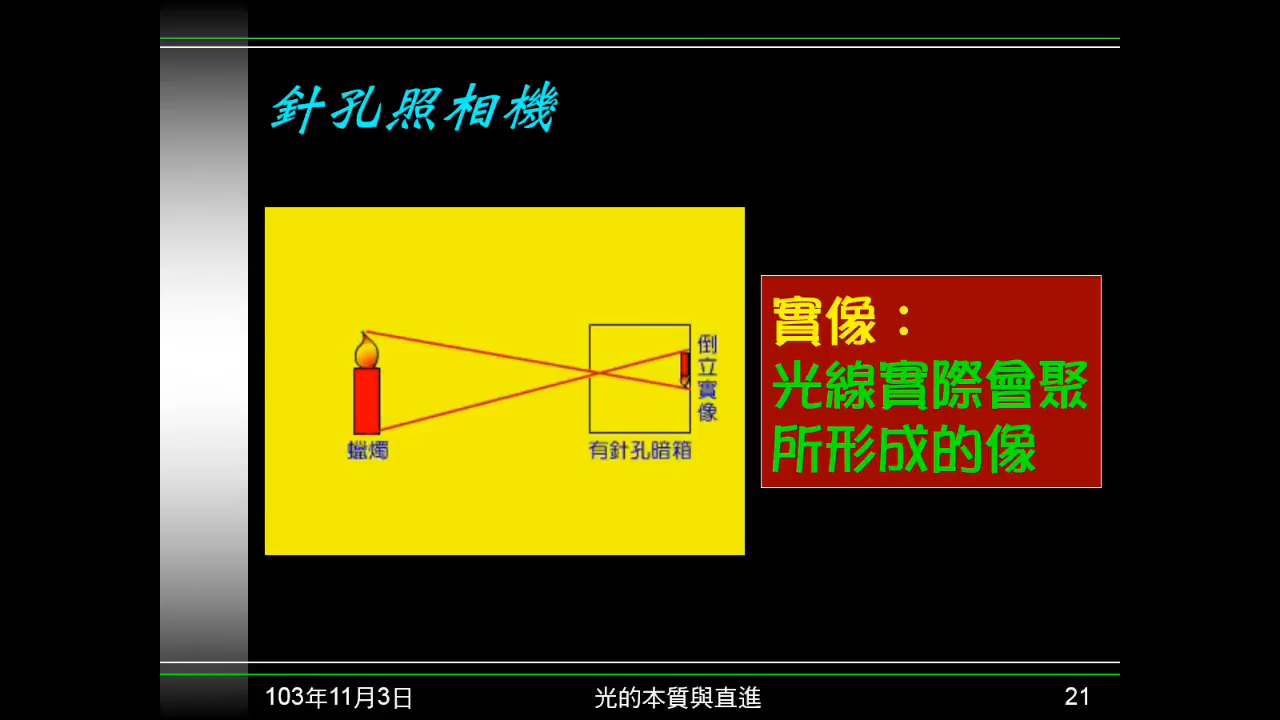 針孔照相機
倒立實像
蠟燭
有針孔暗箱
實像：
光線實際會聚
所形成的像
103年11月3日
光的本質與直進
21